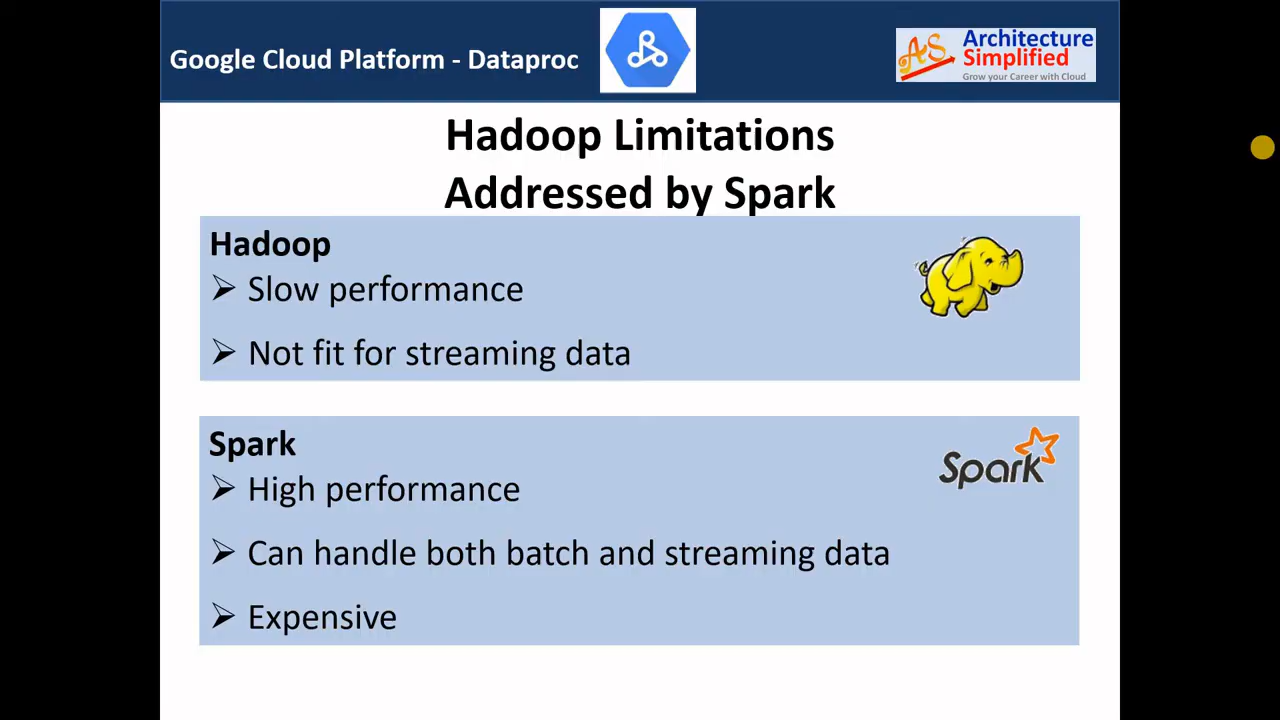 Google Cloud Platform - Dataproc
AS
Architecture
Simplified
Grow your Career with Cloud
Hadoop Limitations
Addressed by Spark
Hadoop
➢ Slow performance
➢ Not fit for streaming data
Spark
Spark
➢ High performance
➢ Can handle both batch and streaming data
➢ Expensive